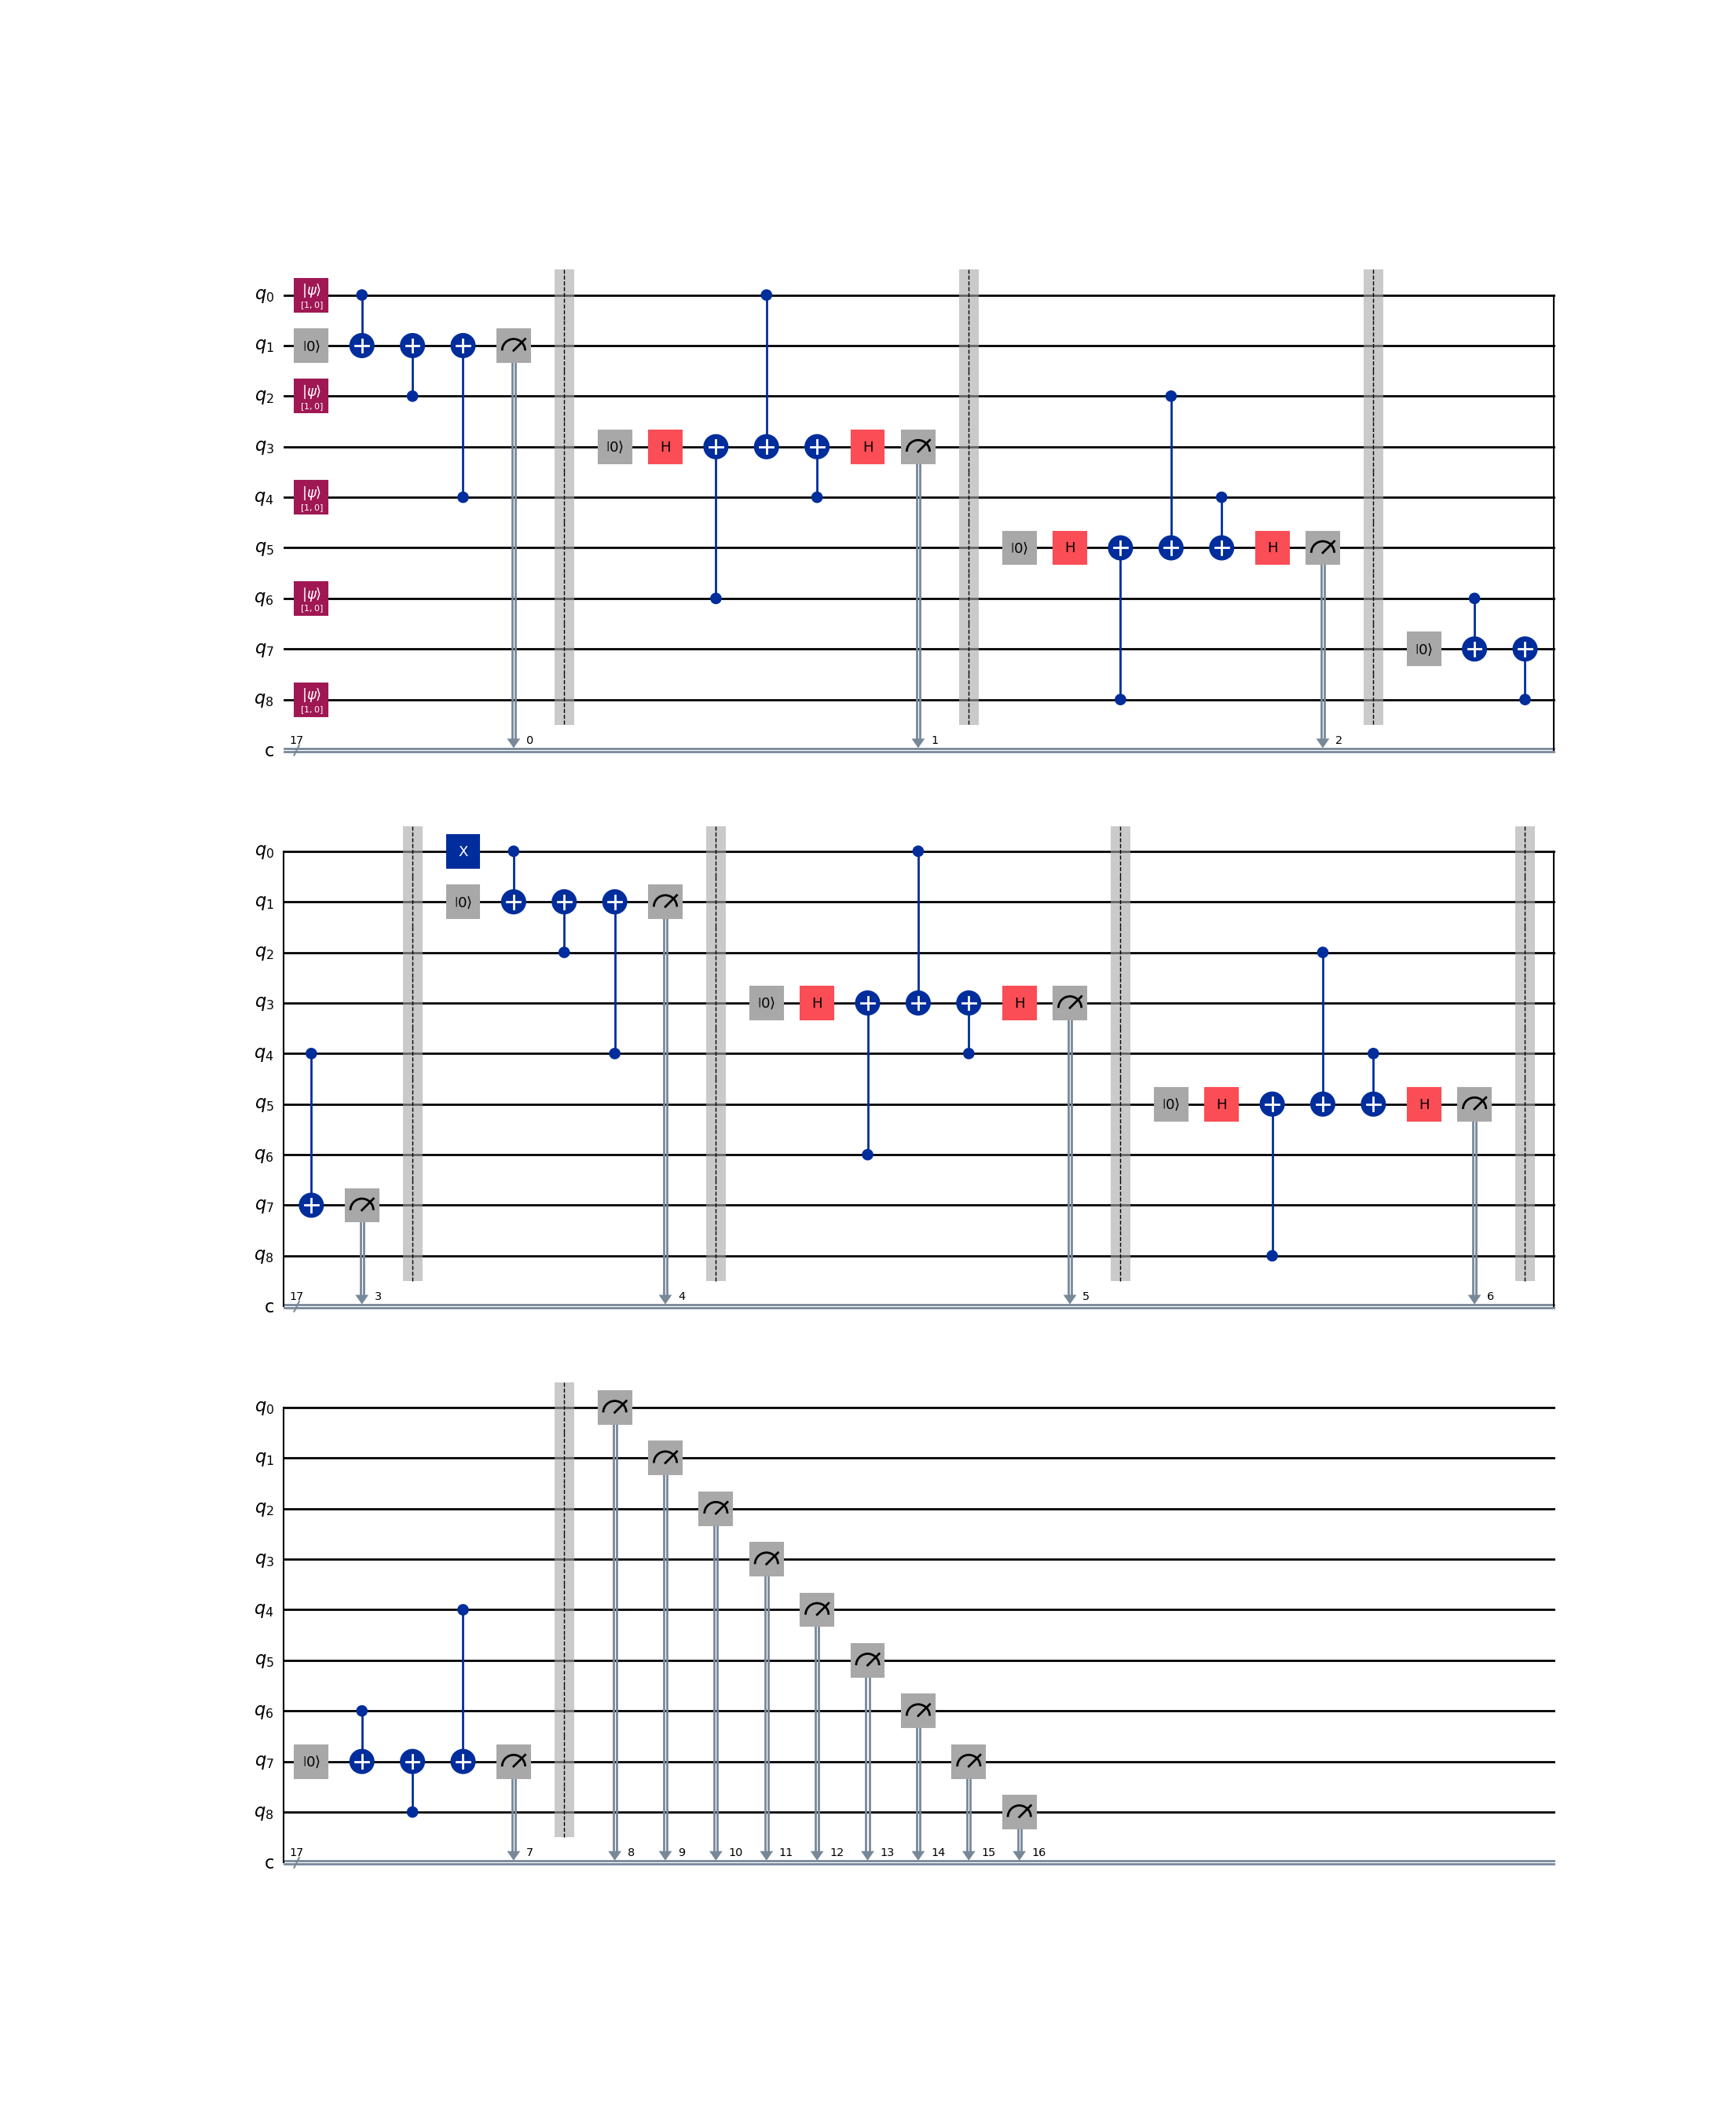 q0 |ψ⟩ [1, 0]
q1 |0⟩
q2 |ψ⟩ [1, 0]
q3 |0⟩ H H
q4 |ψ⟩ [1, 0]
q5 |0⟩ H H
q6 |ψ⟩ [1, 0]
q7 |0⟩
q8 |ψ⟩ [1, 0]
c 17 0 1 2
q0 X
q1 |0⟩
q2
q3 |0⟩ H H
q4
q5 |0⟩ H H
q6
q7
q8
c 17 3 4 5 6
q0
q1
q2
q3
q4
q5
q6
q7 |0⟩
q8
c 17 7 8 9 10 11 12 13 14 15 16